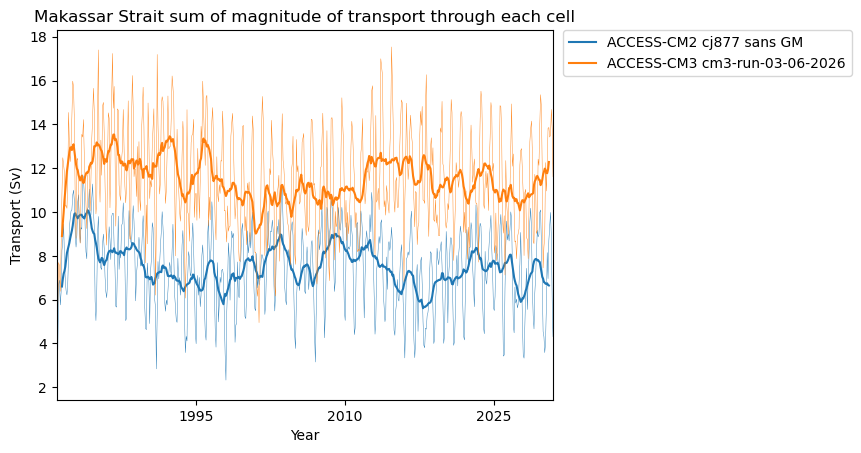 Makassar Strait sum of magnitude of transport through each cell
ACCESS-CM2 cj877 sans GM
ACCESS-CM3 cm3-run-03-06-2026
Transport (Sv)
18
16
14
12
10
8
6
4
2
1995
2010
2025
Year